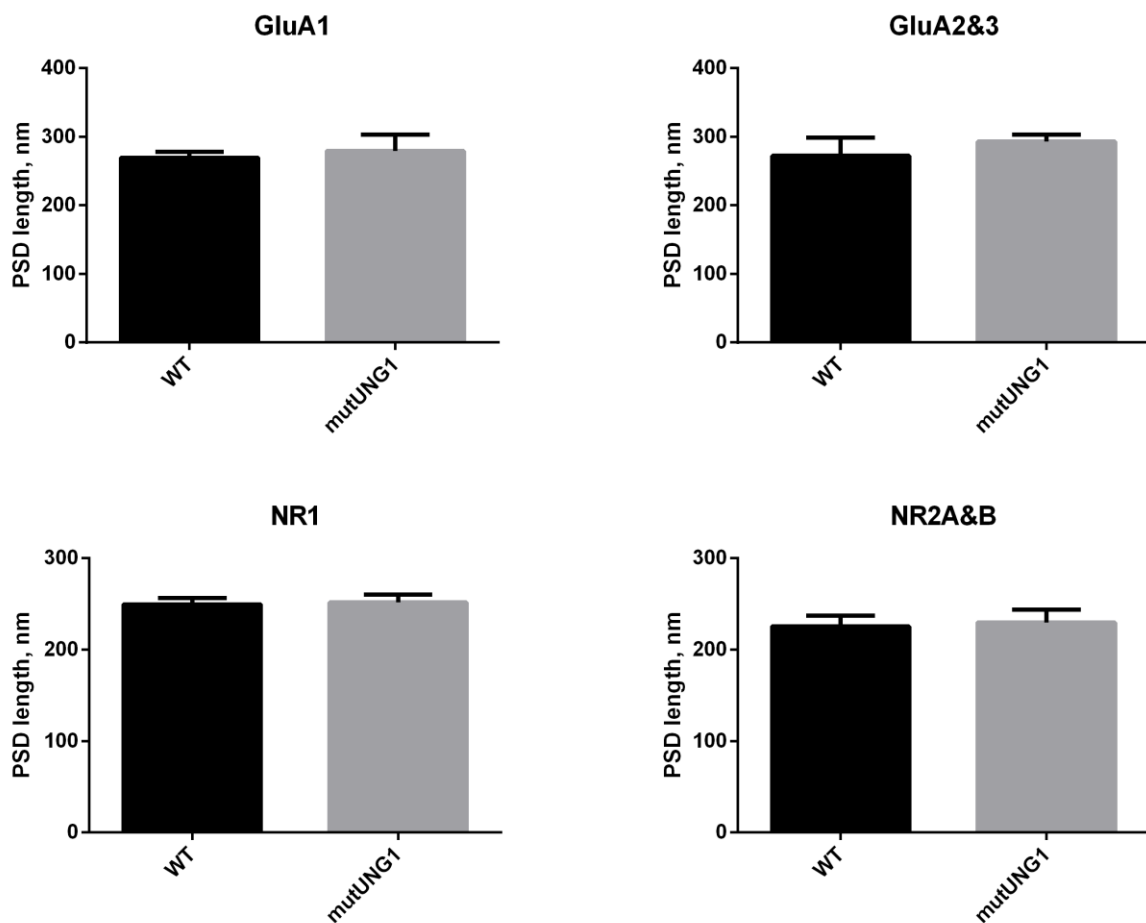 GluA1
PSD length, nm
400
300
200
100
0
WT
mutUNG1
GluA2&3
PSD length, nm
400
300
200
100
0
WT
mutUNG1
NR1
PSD length, nm
300
200
100
0
WT
mutUNG1
NR2A&B
PSD length, nm
300
200
100
0
WT
mutUNG1